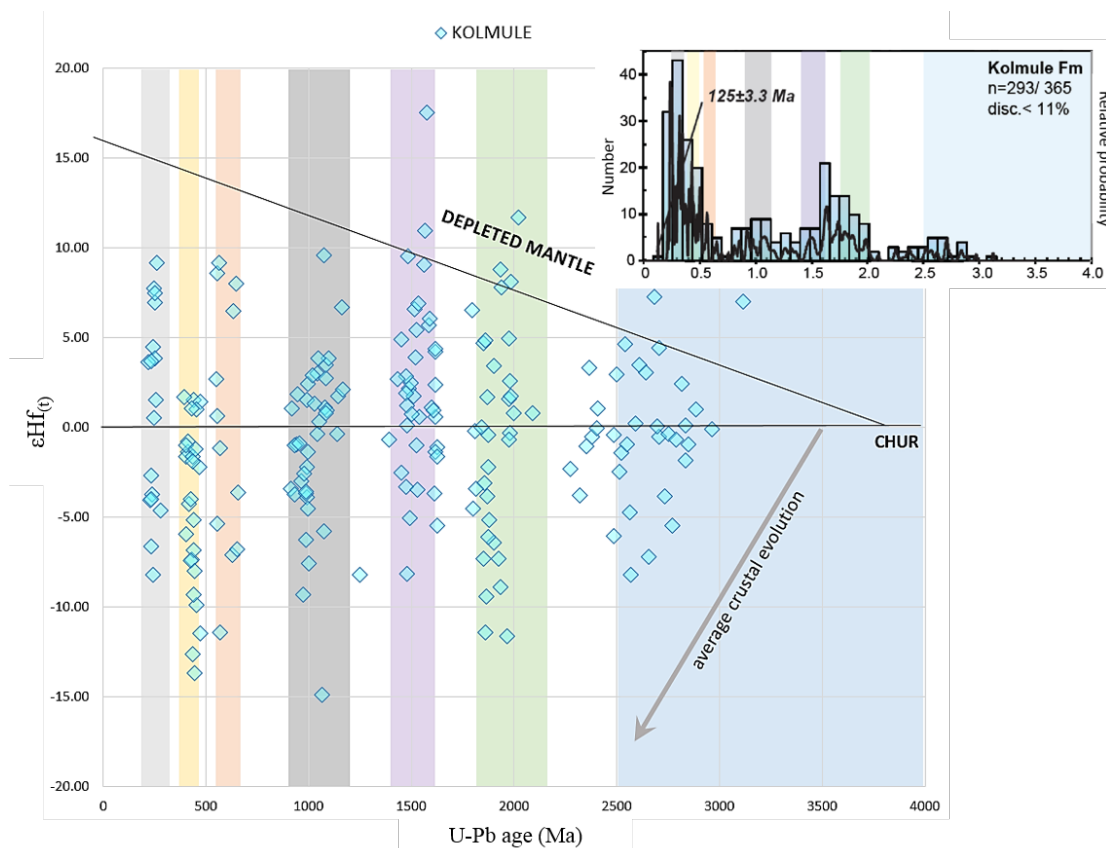 KOLMULE
20.00
15.00
10.00
5.00
0.00
-5.00
-10.00
-15.00
-20.00
εHf(t)
0
500
1000
1500
2000
2500
3000
3500
4000
U-Pb age (Ma)
DEPLETED MANTLE
CHUR
average crustal evolution
Kolmule Fm
n=293/ 365
disc.< 11%
125±3.3 Ma
Number
40
30
20
10
0
0
0.5
1.0
1.5
2.0
2.5
3.0
3.5
4.0
Relative probability